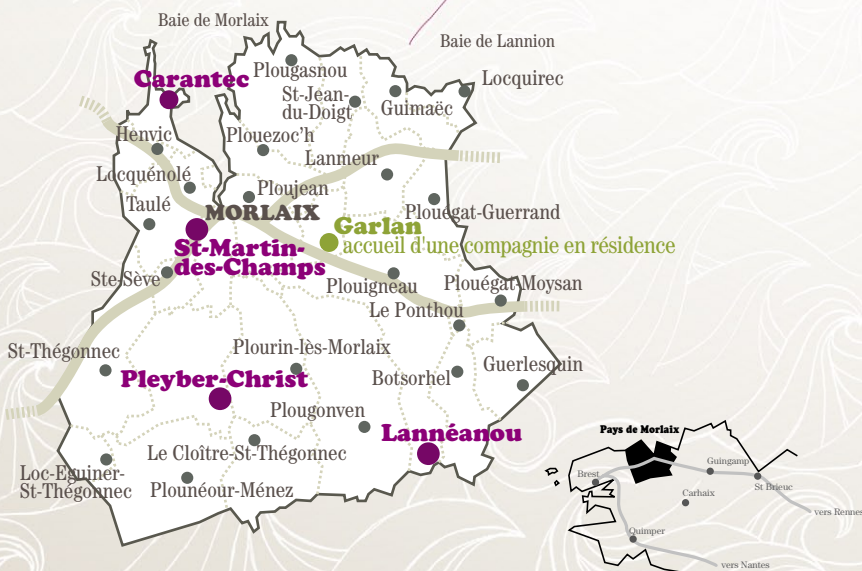 Baie de Morlaix
Baie de Lannion
Plougasnou
Carantec
Locquirec
St-Jean-
du-Doigt
Guimaëc
Henvic
Plouezoc'h
Lanmeur
Locquénolé
Ploujean
Taulé
MORLAIX
Plouégat-Guerrand
Garlan
accueil d'une compagnie en résidence
St-Martin-
des-Champs
Ste-Sève
Plouigneau
Plouégat-Moysan
Le Ponthou
St-Thégonnec
Plourin-lès-Morlaix
Guerlesquin
Pleyber-Christ
Botsorhel
Plougonven
Lannéanou
Le Cloître-St-Thégonnec
Loc-Eguiner-
St-Thégonnec
Plounéour-Ménez
Pays de Morlaix
Brest
Guingamp
St Brieuc
Carhaix
vers Rennes
Quimper
vers Nantes